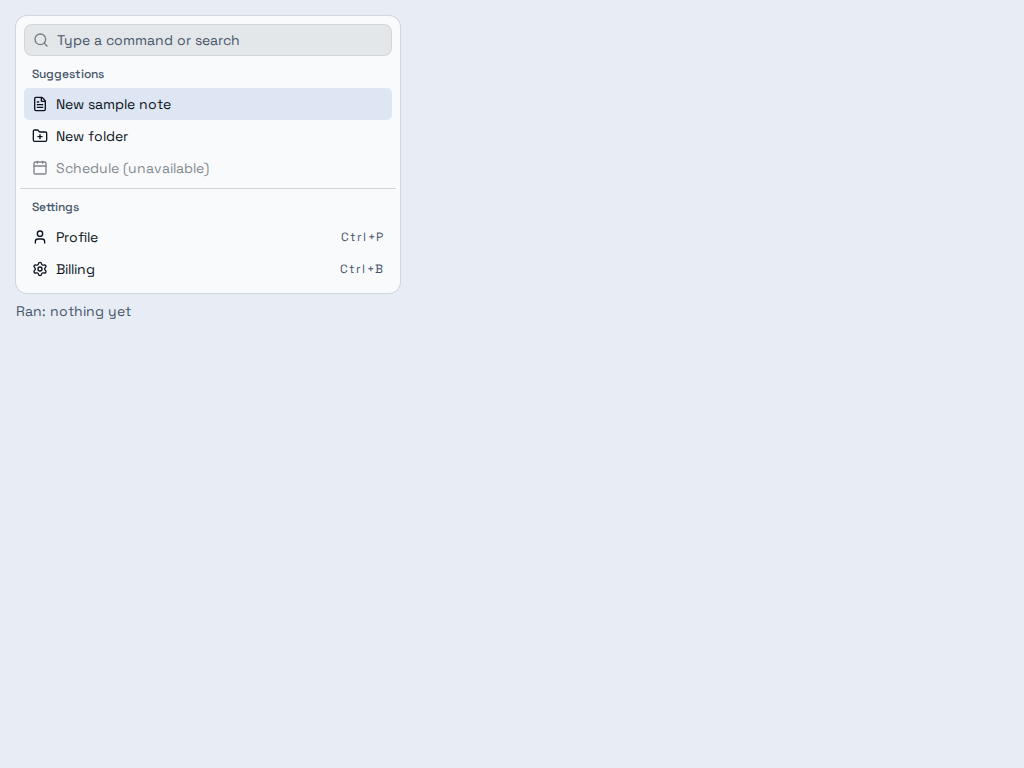 Type a command or search
Suggestions
New sample note
New folder
Schedule (unavailable)
Settings
Profile Ctrl+P
Billing Ctrl+B
Ran: nothing yet